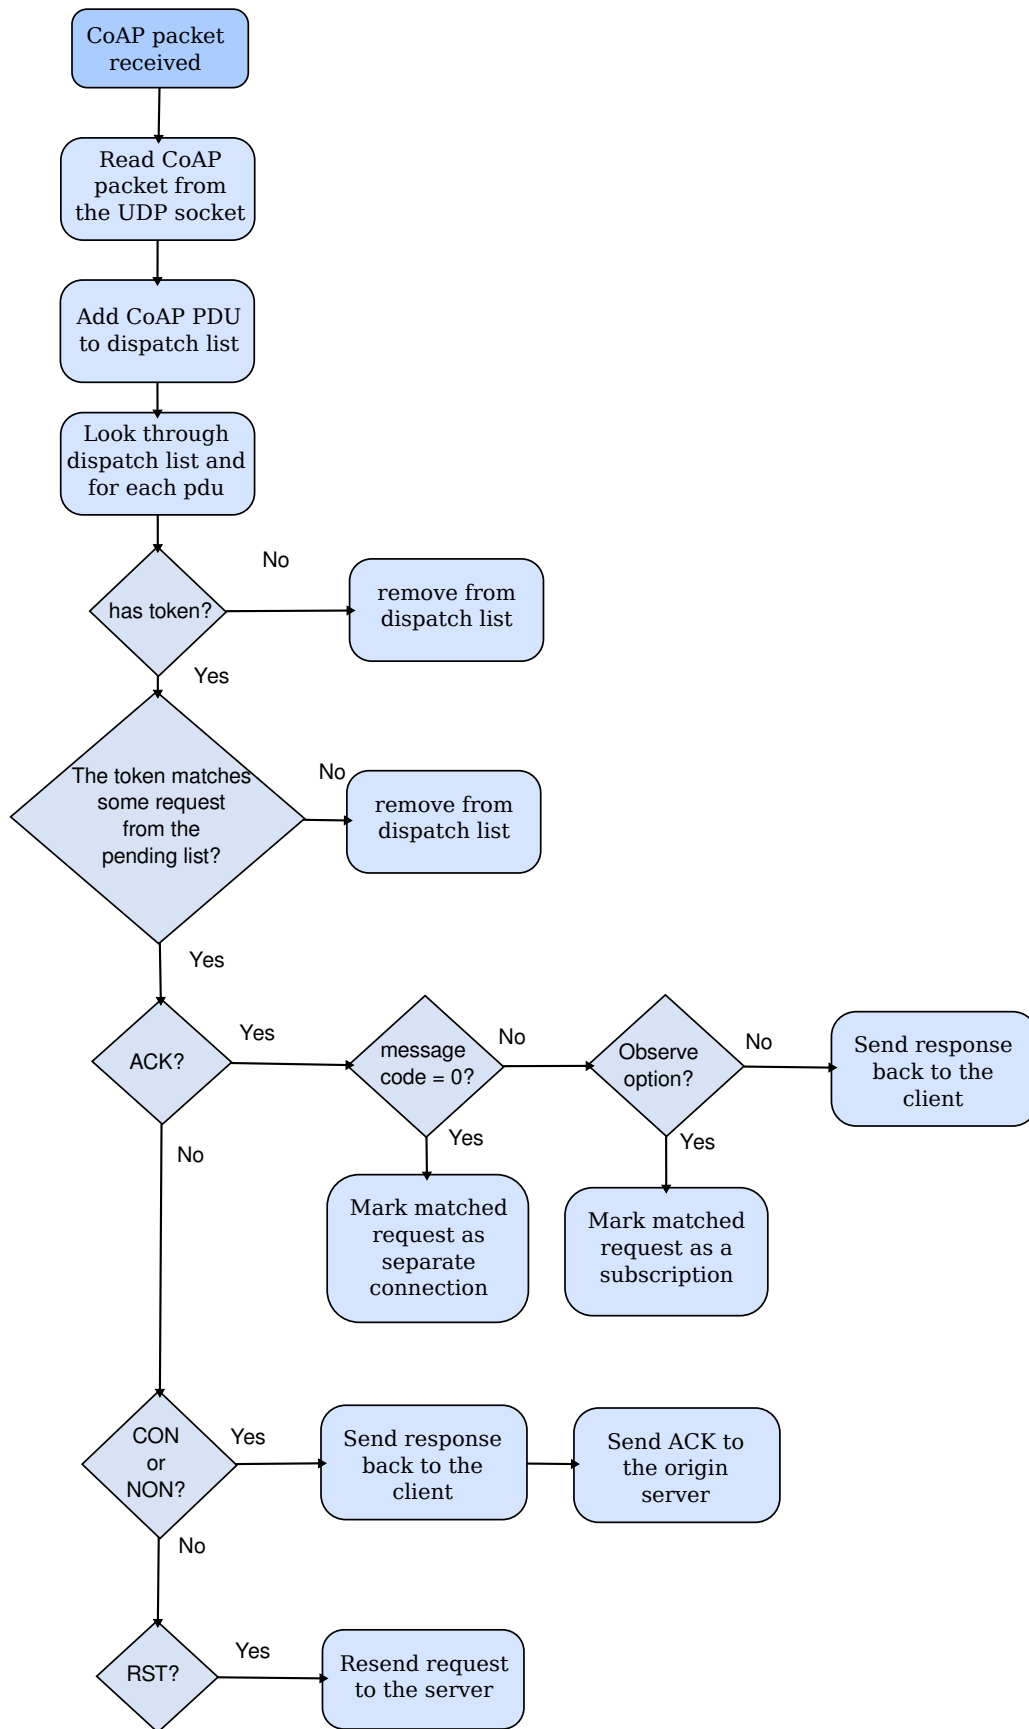 CoAP packet
received
Read CoAP
packet from
the UDP socket
Add CoAP PDU
to dispatch list
Look through
dispatch list and
for each pdu
No
has token?
remove from
dispatch list
Yes
The token matches
some request
from the
pending list?
No
remove from
dispatch list
Yes
ACK?
Yes
message
code = 0?
No
Observe
option?
No
Send response
back to the
client
No
Yes
Yes
Mark matched
request as
separate
connection
Mark matched
request as a
subscription
CON
or
NON?
Yes
Send response
back to the
client
Send ACK to
the origin
server
No
RST?
Yes
Resend request
to the server